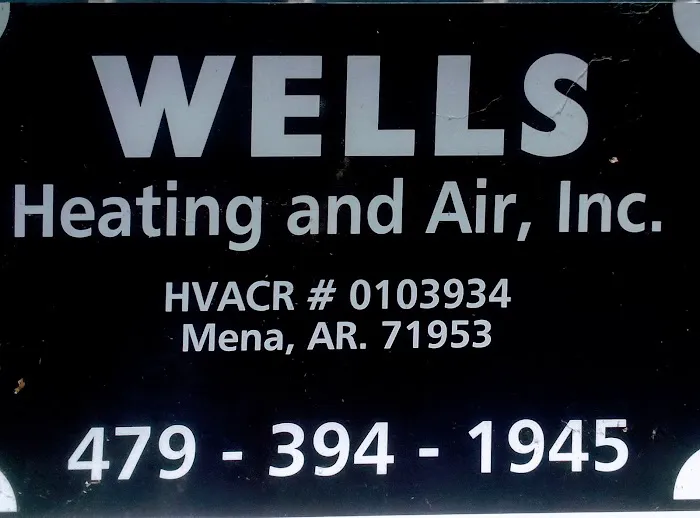 WELLS
Heating and Air, Inc.
HVACR # 0103934
Mena, AR. 71953
479 - 394 - 1945